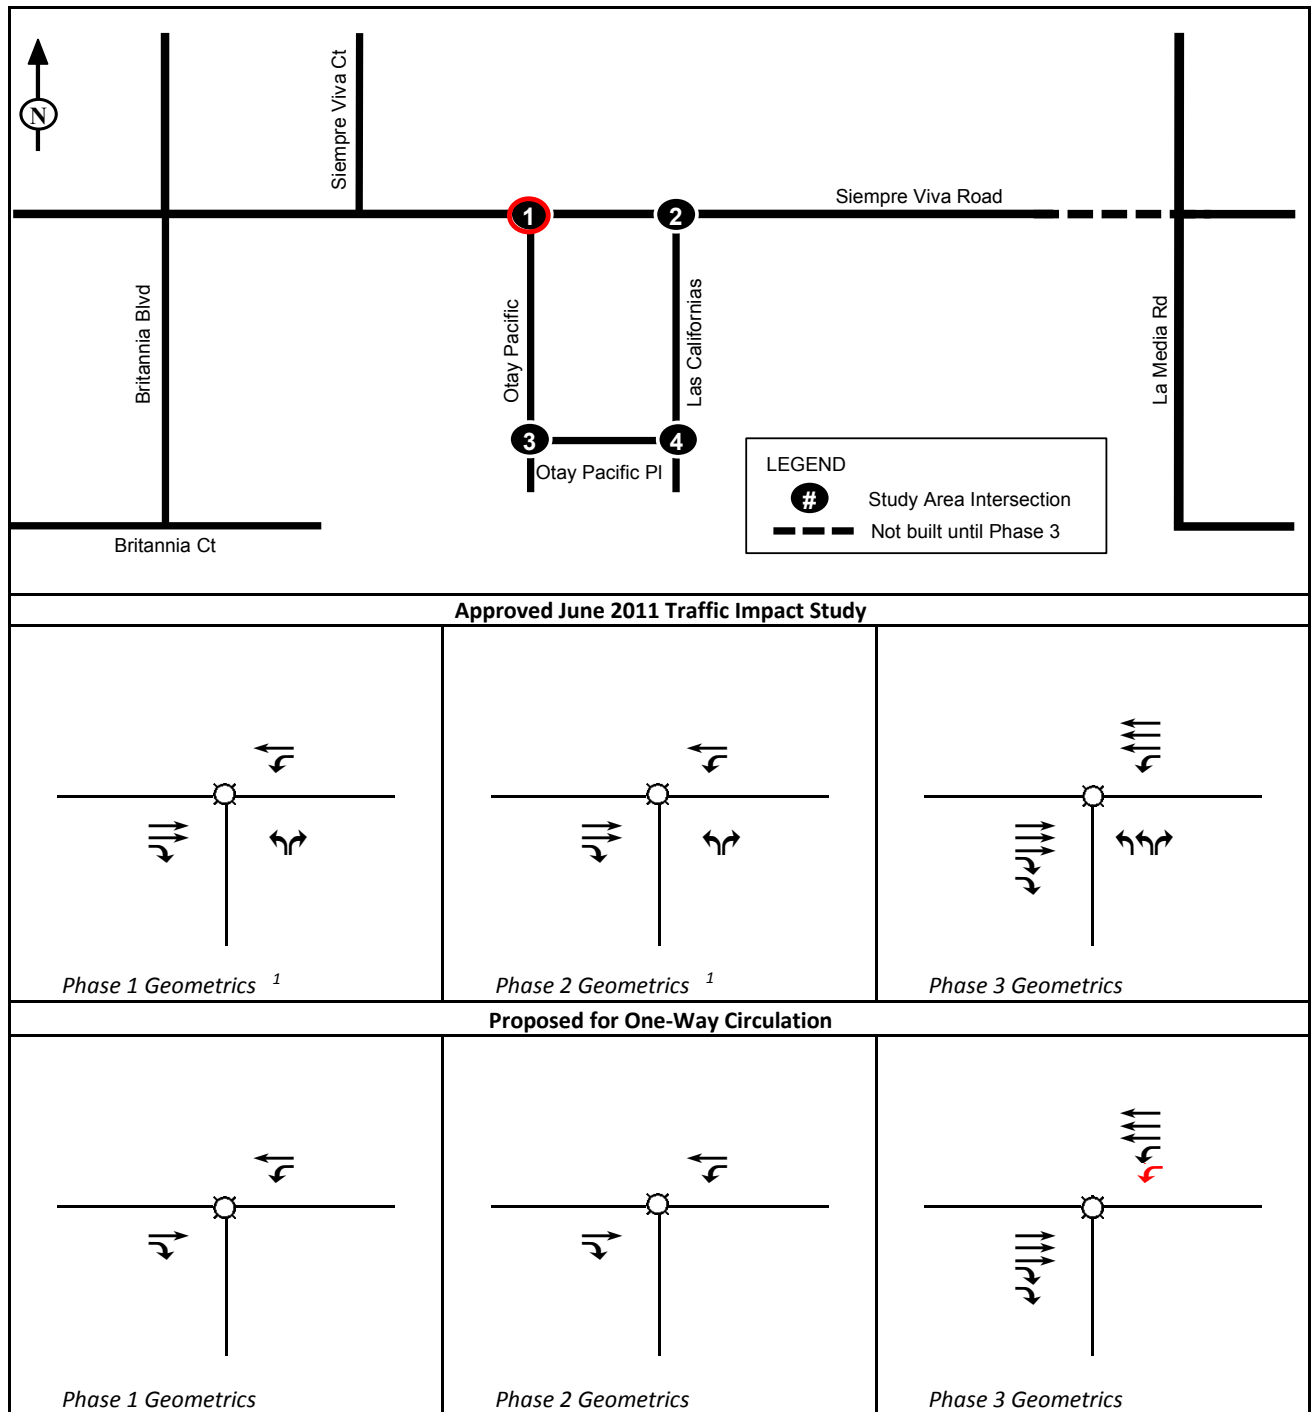 N
Siempre Viva Ct
Siempre Viva Road
1
2
Britannia Blvd
Otay Pacific
Las Californias
La Media Rd
3
4
Otay Pacific Pl
Britannia Ct
LEGEND
# Study Area Intersection
Not built until Phase 3
Approved June 2011 Traffic Impact Study
Phase 1 Geometrics 1
Phase 2 Geometrics 1
Phase 3 Geometrics
Proposed for One-Way Circulation
Phase 1 Geometrics
Phase 2 Geometrics
Phase 3 Geometrics